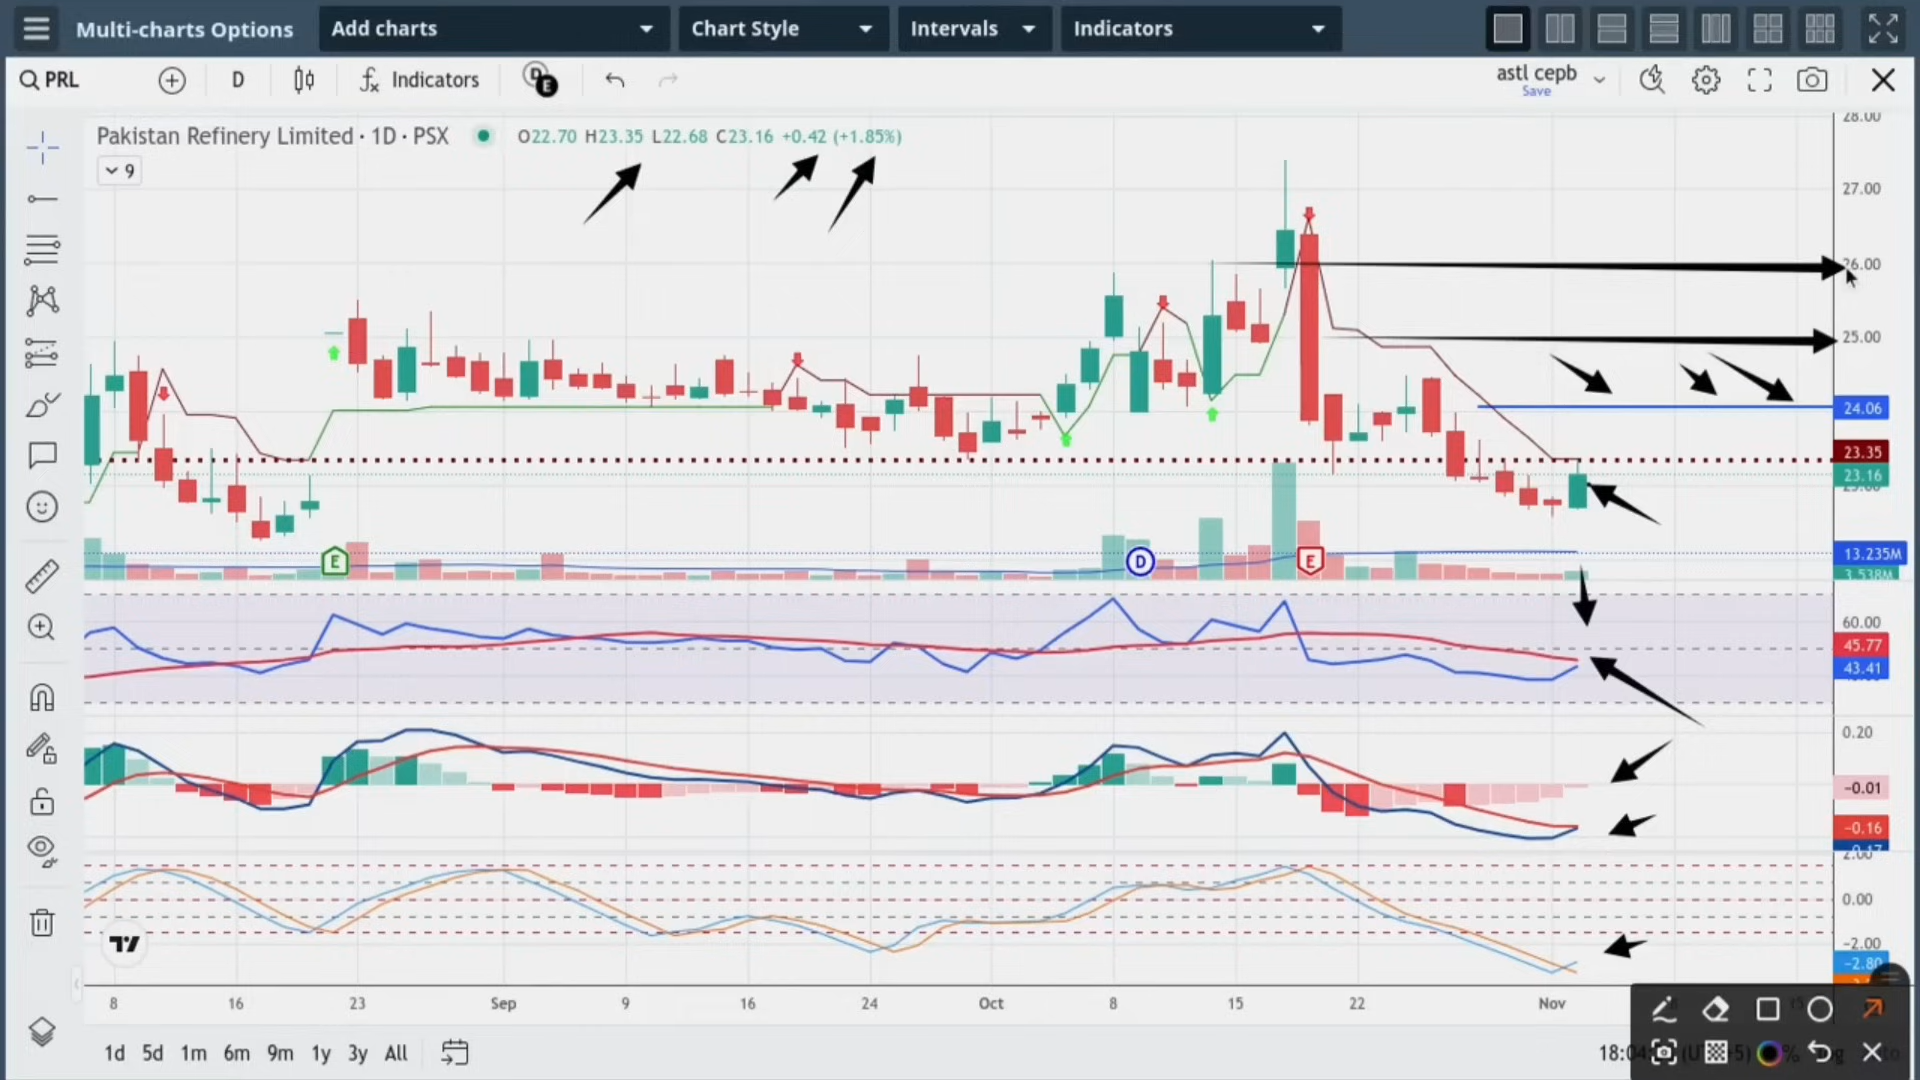 Multi-charts Options Add charts Chart Style Intervals Indicators
PRL D Indicators D E astl cepb
Save
Pakistan Refinery Limited · 1D · PSX O22.70 H23.35 L22.68 C23.16 +0.42 (+1.85%)
9
28.00
27.00
26.00
25.00
24.06
23.35
23.16
E D E
13.235M
3.538M
60.00
45.77
43.41
0.20
-0.01
-0.16
2.00
0.00
-2.00
-2.80
8 16 23 Sep 9 16 24 Oct 8 15 22 Nov
1d 5d 1m 6m 9m 1y 3y All